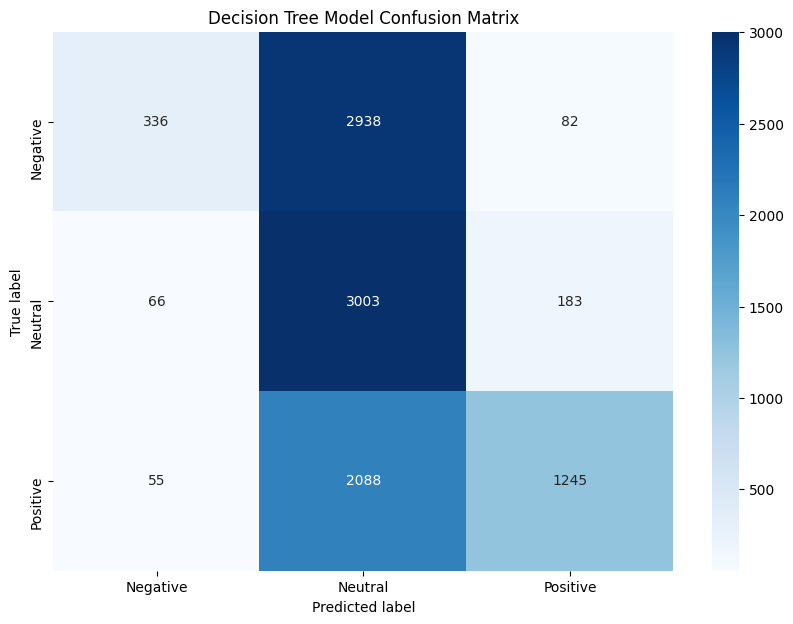 Decision Tree Model Confusion Matrix
True label
Negative
336
2938
82
Neutral
66
3003
183
Positive
55
2088
1245
Negative
Neutral
Positive
Predicted label
3000
2500
2000
1500
1000
500